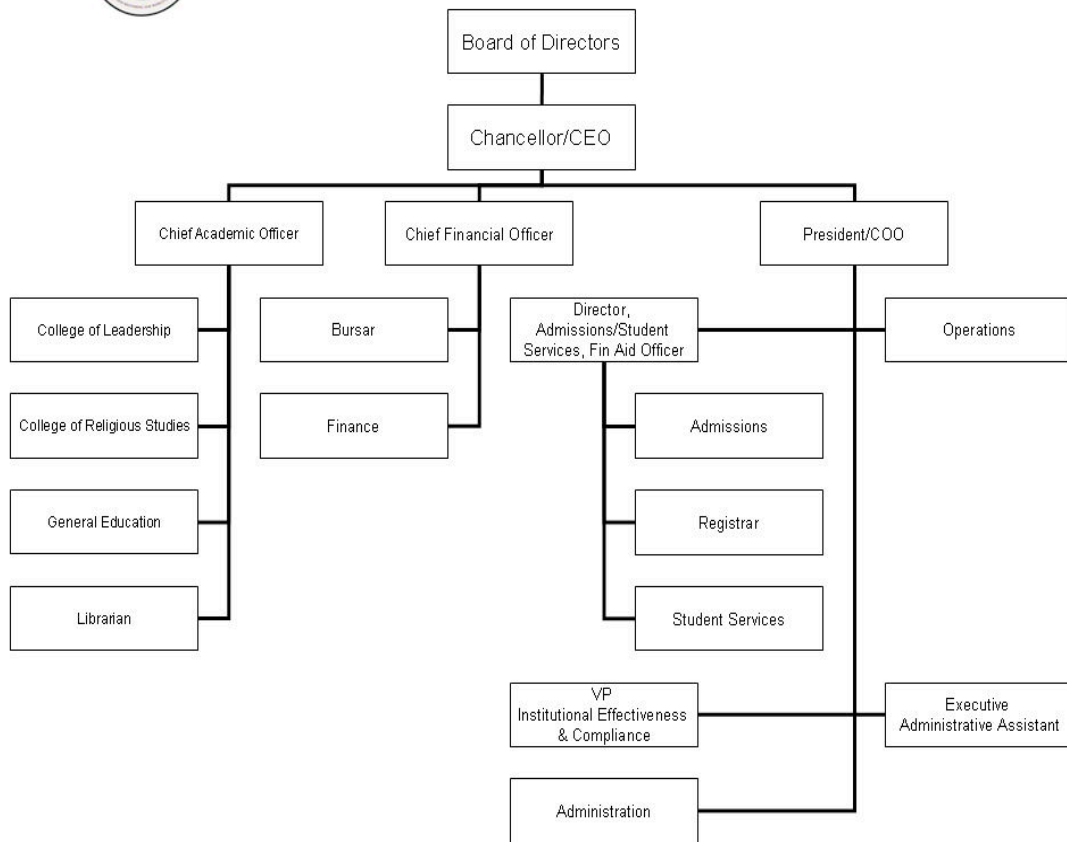 Board of Directors
Chancellor/CEO
Chief Academic Officer
Chief Financial Officer
President/COO
College of Leadership
Bursar
Director,
Admissions/Student
Services, Fin Aid Officer
Operations
College of Religious Studies
Finance
Admissions
General Education
Registrar
Librarian
Student Services
VP
Institutional Effectiveness
& Compliance
Executive
Administrative Assistant
Administration